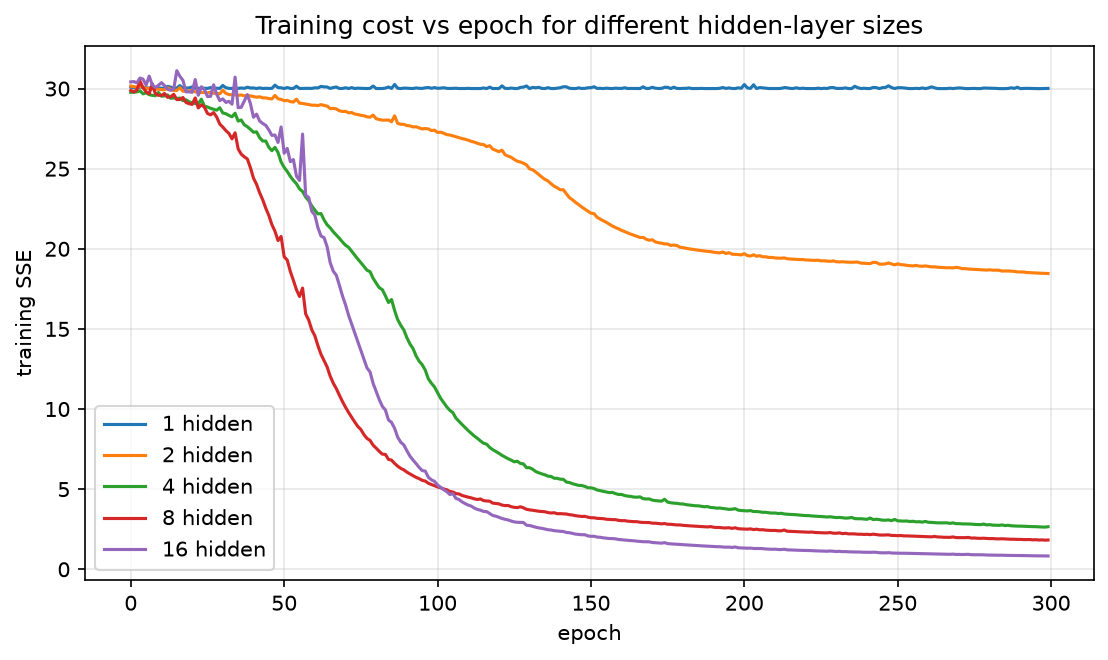 Training cost vs epoch for different hidden-layer sizes
training SSE
30
25
20
15
10
5
0
1 hidden
2 hidden
4 hidden
8 hidden
16 hidden
0 50 100 150 200 250 300
epoch